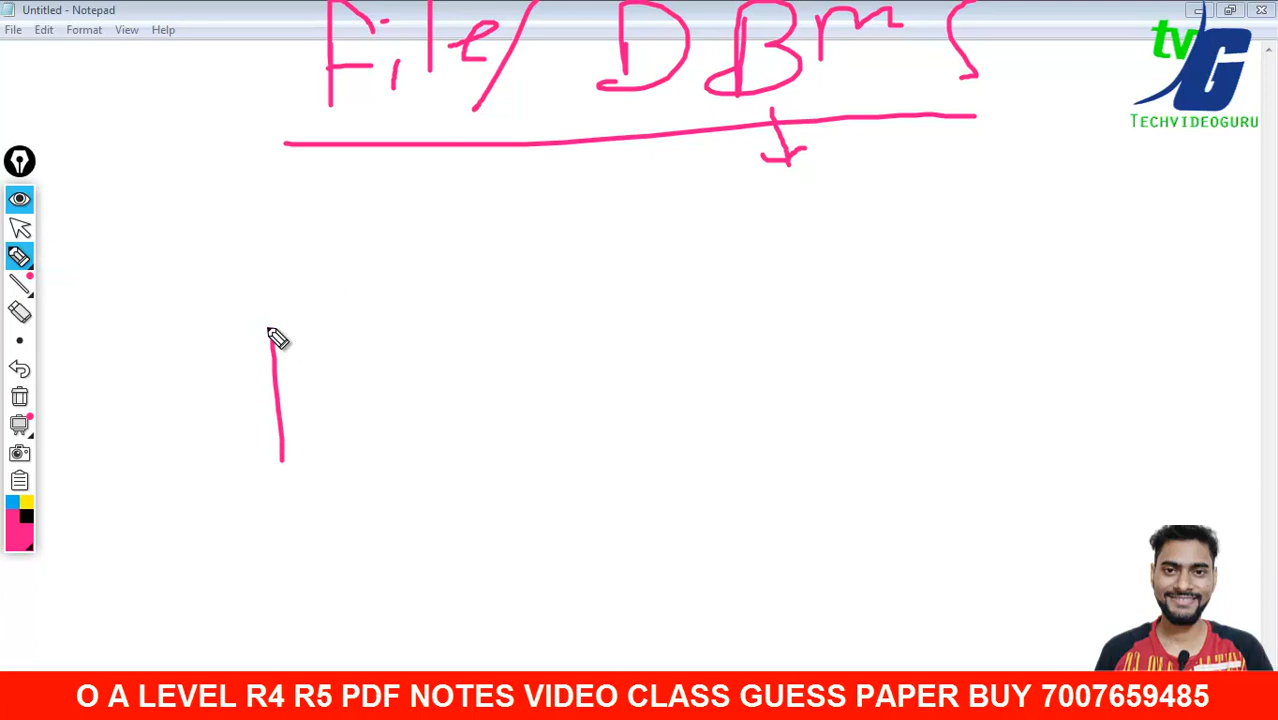 Untitled - Notepad
File Edit Format View Help
File/ DBmS
tv G
TECHVIDEOGURU
O A LEVEL R4 R5 PDF NOTES VIDEO CLASS GUESS PAPER BUY 7007659485